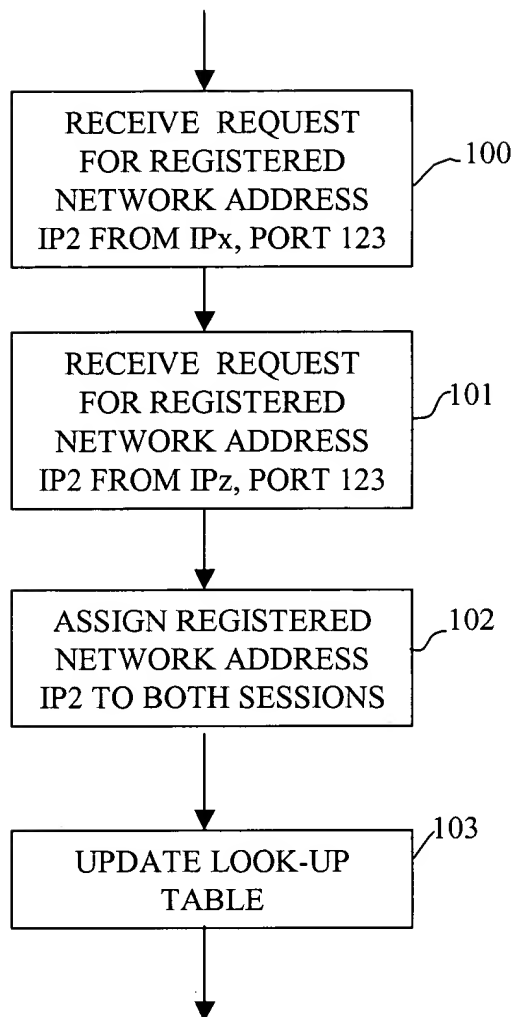 RECEIVE REQUEST
FOR REGISTERED
NETWORK ADDRESS
IP2 FROM IPx, PORT 123
100
RECEIVE REQUEST
FOR REGISTERED
NETWORK ADDRESS
IP2 FROM IPz, PORT 123
101
ASSIGN REGISTERED
NETWORK ADDRESS
IP2 TO BOTH SESSIONS
102
UPDATE LOOK-UP
TABLE
103